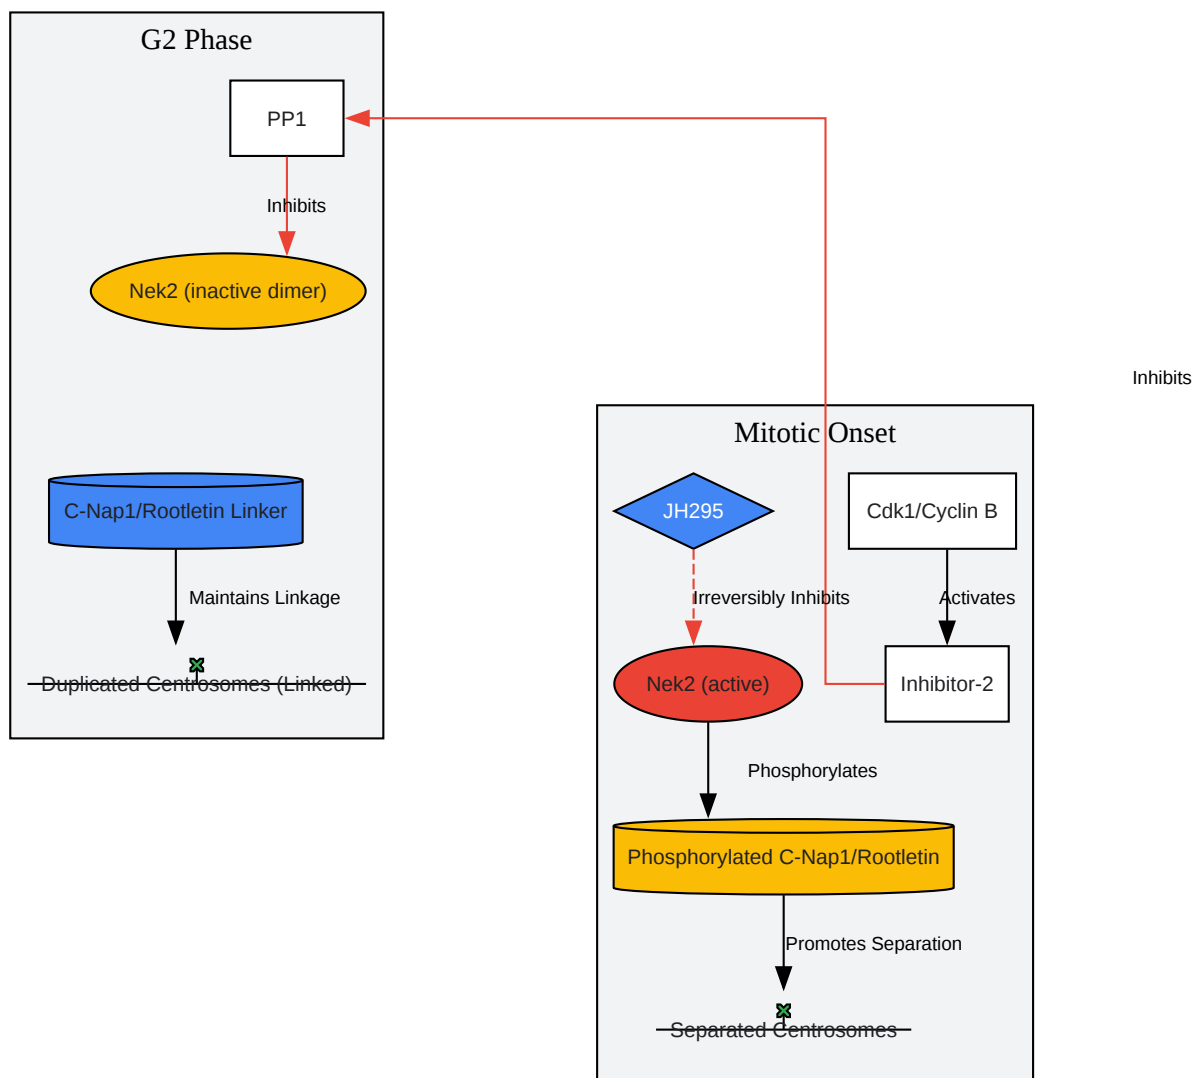 G2 Phase
PP1
Inhibits
Nek2 (inactive dimer)
C-Nap1/Rootletin Linker
Maintains Linkage
Duplicated Centrosomes (Linked)
Inhibits
Mitotic Onset
JH295
Cdk1/Cyclin B
Irreversibly Inhibits
Activates
Nek2 (active)
Inhibitor-2
Phosphorylates
Phosphorylated C-Nap1/Rootletin
Promotes Separation
Separated Centrosomes